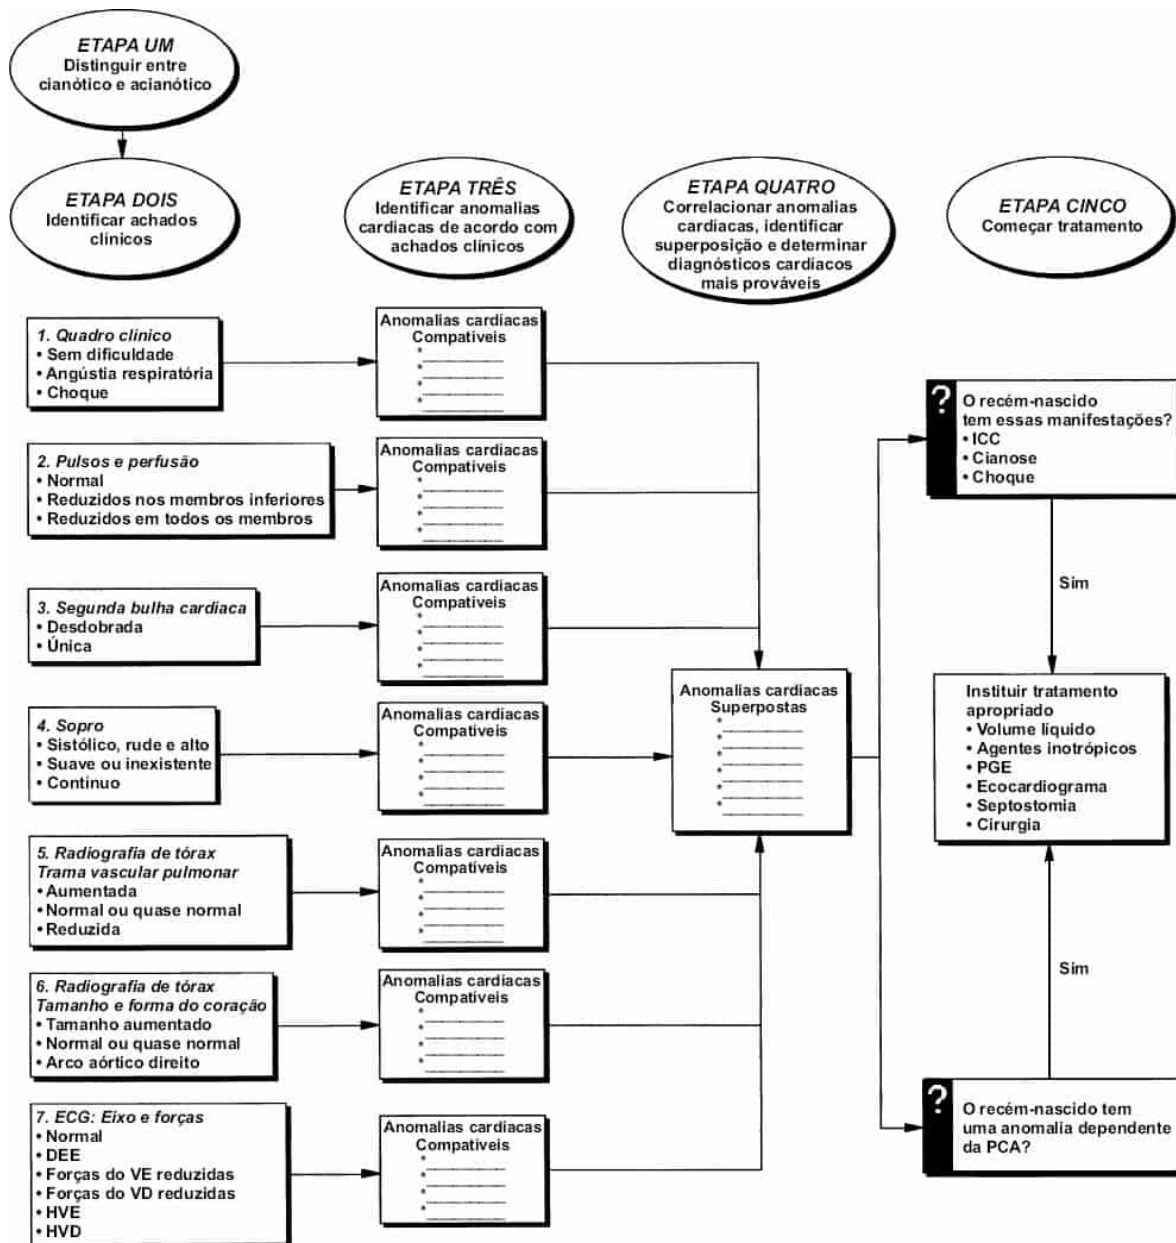 ETAPA UM
Distinguir entre
cianótico e acianótico
ETAPA DOIS
Identificar achados
clínicos
ETAPA TRÊS
Identificar anomalias
cardíacas de acordo com
achados clínicos
ETAPA QUATRO
Correlacionar anomalias
cardíacas, identificar
superposição e determinar
diagnósticos cardíacos
mais prováveis
ETAPA CINCO
Começar tratamento
1. Quadro clínico
• Sem dificuldade
• Angústia respiratória
• Choque
Anomalias cardíacas
Compatíveis
2. Pulsos e perfusão
• Normal
• Reduzidos nos membros inferiores
• Reduzidos em todos os membros
Anomalias cardíacas
Compatíveis
3. Segunda bulha cardíaca
• Desdobrada
• Única
Anomalias cardíacas
Compatíveis
4. Sopro
• Sistólico, rude e alto
• Suave ou inexistente
• Contínuo
Anomalias cardíacas
Compatíveis
5. Radiografia de tórax
Trama vascular pulmonar
• Aumentada
• Normal ou quase normal
• Reduzida
Anomalias cardíacas
Compatíveis
6. Radiografia de tórax
Tamanho e forma do coração
• Tamanho aumentado
• Normal ou quase normal
• Arco aórtico direito
Anomalias cardíacas
Compatíveis
7. ECG: Eixo e forças
• Normal
• DEE
• Forças do VE reduzidas
• Forças do VD reduzidas
• HVE
• HVD
Anomalias cardíacas
Compatíveis
Anomalias cardíacas
Superpostas
?
O recém-nascido
tem essas manifestações?
• ICC
• Cianose
• Choque
Sim
Instituir tratamento
apropriado
• Volume líquido
• Agentes inotrópicos
• PGE
• Ecocardiograma
• Septostomia
• Cirurgia
Sim
?
O recém-nascido tem
uma anomalia dependente
da PCA?